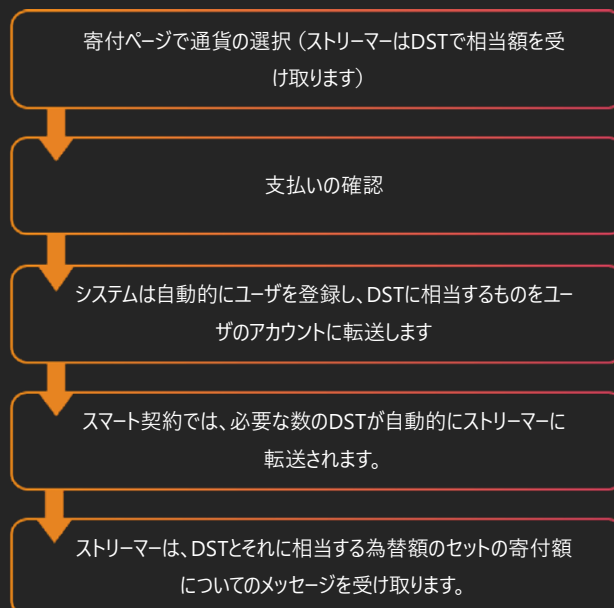 寄付ページで通貨の選択（ストリーマーはDSTで相当額を受
け取ります）
支払いの確認
システムは自動的にユーザを登録し、DSTに相当するものをユー
ザのアカウントに転送します
スマート契約では、必要な数のDSTが自動的にストリーマーに
転送されます。
ストリーマーは、DSTとそれに相当する為替額のセットの寄付額
についてのメッセージを受け取ります。